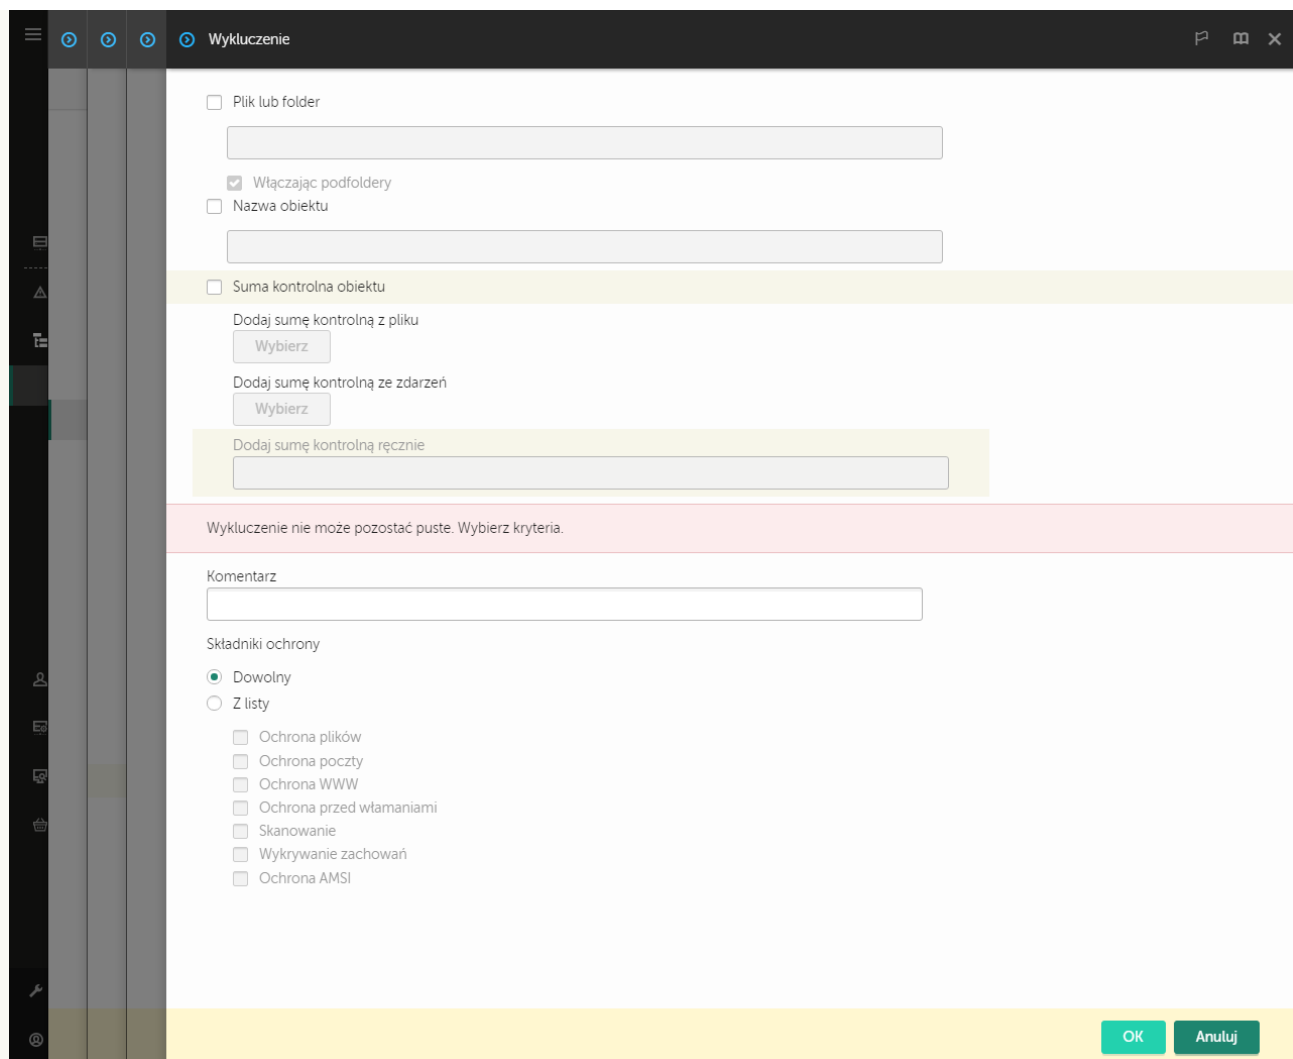 Wykluczenie
Plik lub folder
Włączając podfoldery
Nazwa obiektu
Suma kontrolna obiektu
Dodaj sumę kontrolną z pliku
Wybierz
Dodaj sumę kontrolną ze zdarzeń
Wybierz
Dodaj sumę kontrolną ręcznie
Wykluczenie nie może pozostać puste. Wybierz kryteria.
Komentarz
Składniki ochrony
Dowolny
Z listy
Ochrona plików
Ochrona poczty
Ochrona WWW
Ochrona przed włamaniami
Skanowanie
Wykrywanie zachowań
Ochrona AMSI
OK Anuluj